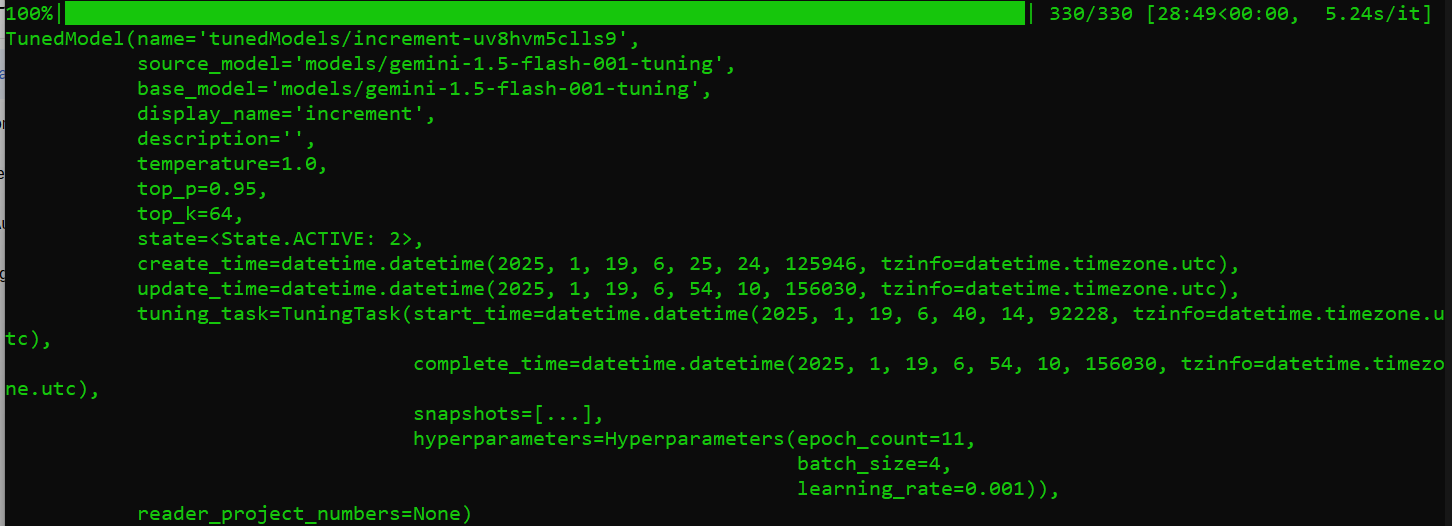 100%| | 330/330 [28:49<00:00,  5.24s/it]
TunedModel(name='tunedModels/increment-uv8hvm5clls9',
           source_model='models/gemini-1.5-flash-001-tuning',
           base_model='models/gemini-1.5-flash-001-tuning',
           display_name='increment',
           description='',
           temperature=1.0,
           top_p=0.95,
           top_k=64,
           state=<State.ACTIVE: 2>,
           create_time=datetime.datetime(2025, 1, 19, 6, 25, 24, 125946, tzinfo=datetime.timezone.utc),
           update_time=datetime.datetime(2025, 1, 19, 6, 54, 10, 156030, tzinfo=datetime.timezone.utc),
           tuning_task=TuningTask(start_time=datetime.datetime(2025, 1, 19, 6, 40, 14, 92228, tzinfo=datetime.timezone.u
tc),
                                  complete_time=datetime.datetime(2025, 1, 19, 6, 54, 10, 156030, tzinfo=datetime.timezo
ne.utc),
                                  snapshots=[...],
                                  hyperparameters=Hyperparameters(epoch_count=11,
                                                                  batch_size=4,
                                                                  learning_rate=0.001)),
           reader_project_numbers=None)